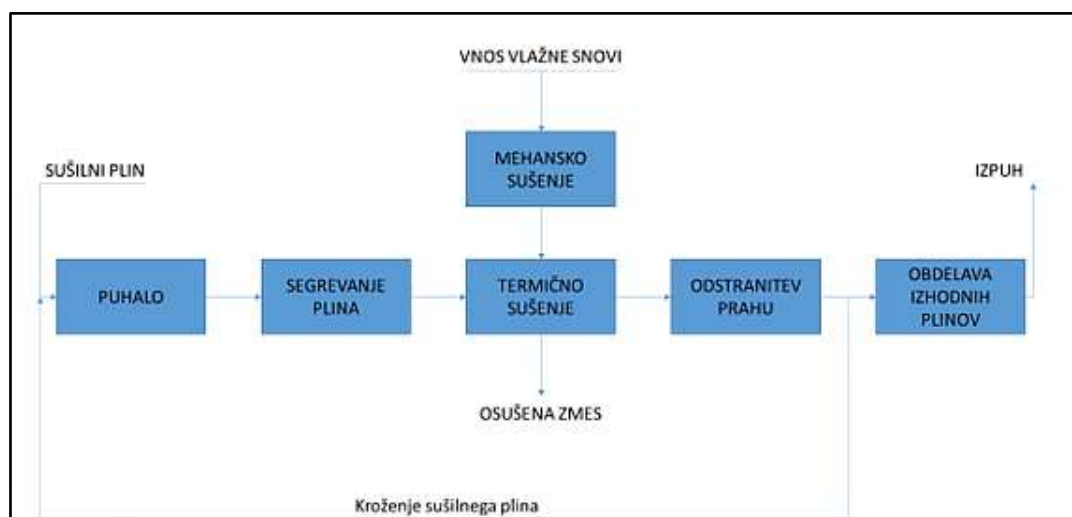 VNOS VLAŽNE SNOVI
MEHANSKO
SUŠENJE
SUŠILNI PLIN
IZPUH
PUHALO
SEGREVANJE
PLINA
TERMIČNO
SUŠENJE
ODSTRANITEV
PRAHU
OBDELAVA
IZHODNIH
PLINOV
OSUŠENA ZMES
Kroženje sušilnega plina